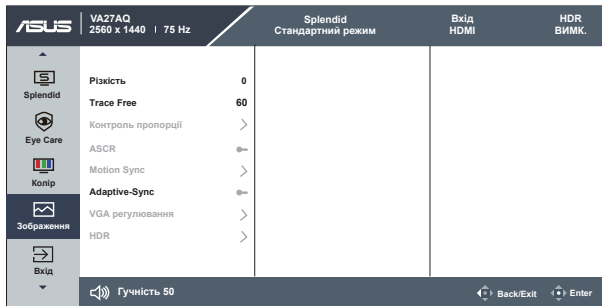 ASUS
VA27AQ
2560 x 1440 | 75 Hz
Splendid
Стандартний режим
Вхід
HDMI
HDR
ВИМК.
Splendid
Eye Care
Колір
Зображення
Вхід
Різкість 0
Trace Free 60
Контроль пропорції
ASCR
Motion Sync
Adaptive-Sync
VGA регулювання
HDR
Гучність 50
Back/Exit
Enter